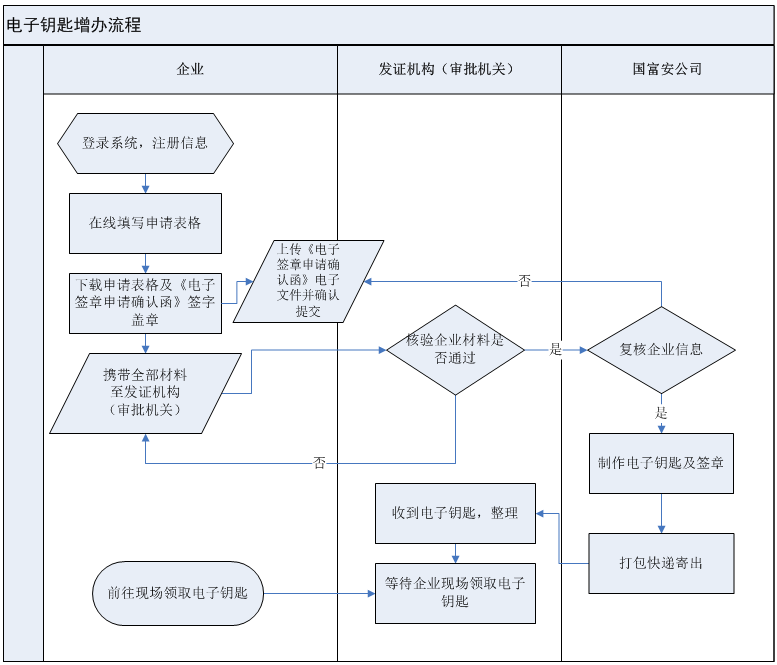 电子钥匙增办流程
企业
发证机构（审批机关）
国富安公司
登录系统，注册信息
在线填写申请表格
下载申请表格及《电子
签章申请确认函》签字
盖章
上传《电子
签章申请确
认函》电子
文件并确认
提交
否
携带全部材料
至发证机构
（审批机关）
核验企业材料是
否通过
是
复核企业信息
是
否
制作电子钥匙及签章
收到电子钥匙，整理
打包快递寄出
前往现场领取电子钥匙
等待企业现场领取电子
钥匙